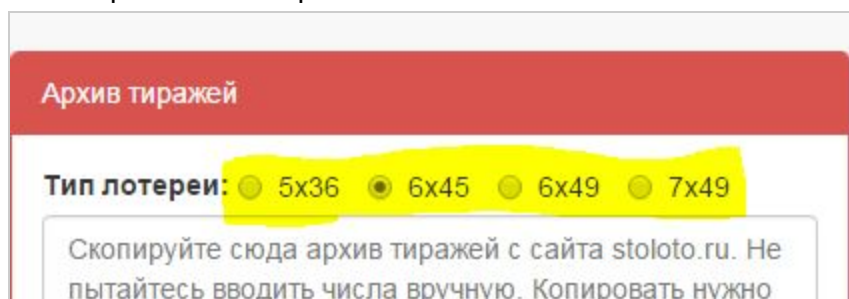 Архив тиражей
Тип лотереи: 5x36 6x45 6x49 7x49
Скопируйте сюда архив тиражей с сайта stoloto.ru. Не
пытайтесь вводить числа вручную. Копировать нужно